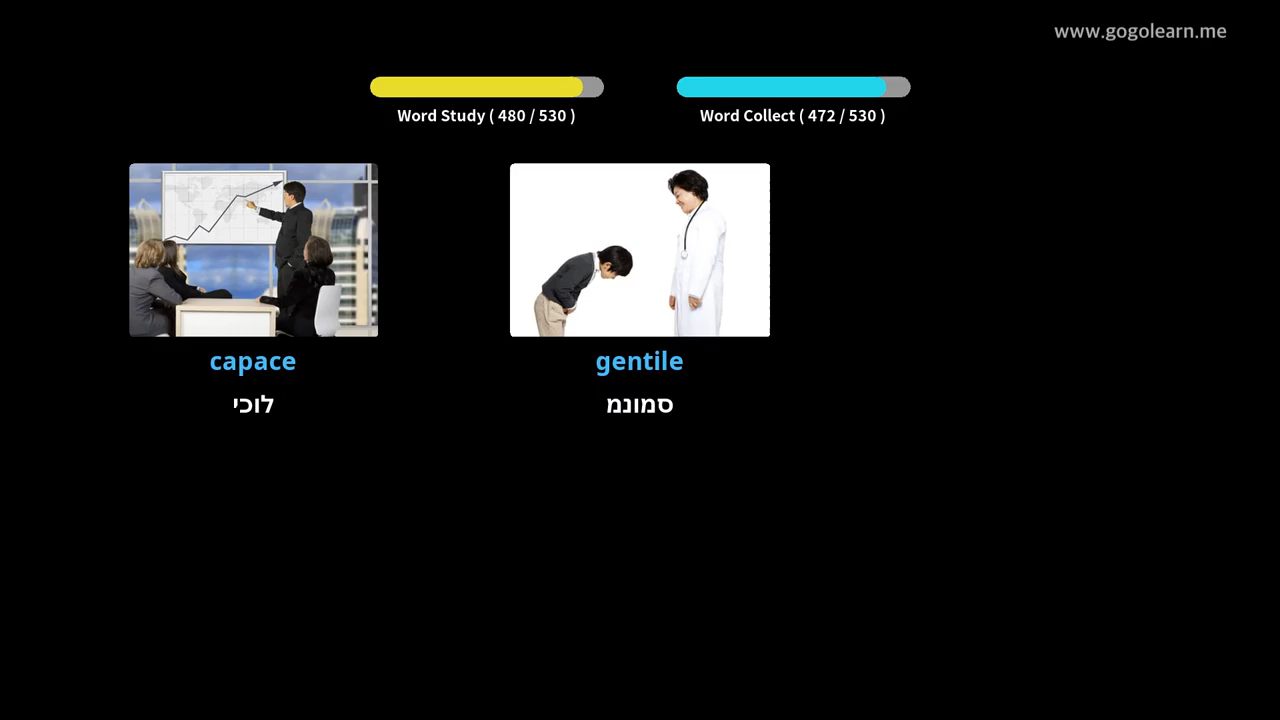 www.gogolearn.me
Word Study ( 480 / 530 )
Word Collect ( 472 / 530 )
capace
לוכי
gentile
סמונמ